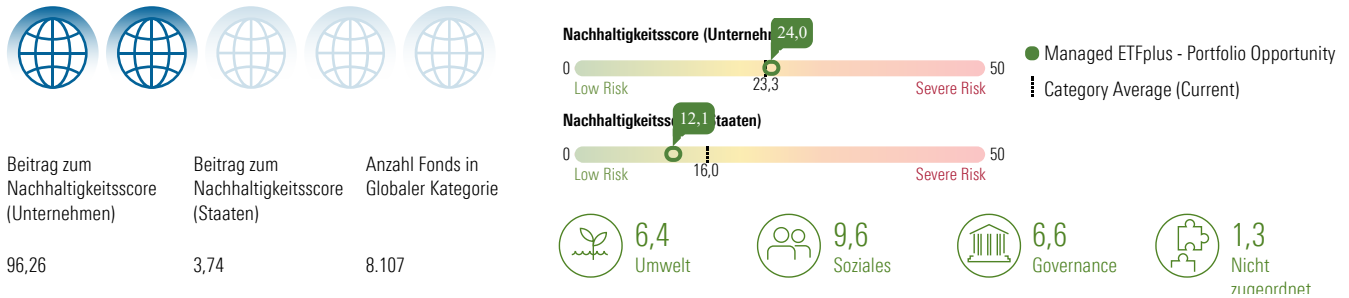 Beitrag zum
Nachhaltigkeitsscore
(Unternehmen)
96,26
Beitrag zum
Nachhaltigkeitsscore
(Staaten)
3,74
Anzahl Fonds in
Globaler Kategorie
8.107
Nachhaltigkeitsscore (Unternehm
24,0
0
50
Low Risk
23,3
Severe Risk
Nachhaltigkeitssc
12,1
taaten)
0
50
Low Risk
16,0
Severe Risk
Managed ETFplus - Portfolio Opportunity
Category Average (Current)
6,4
Umwelt
9,6
Soziales
6,6
Governance
1,3
Nicht
zugeordnet